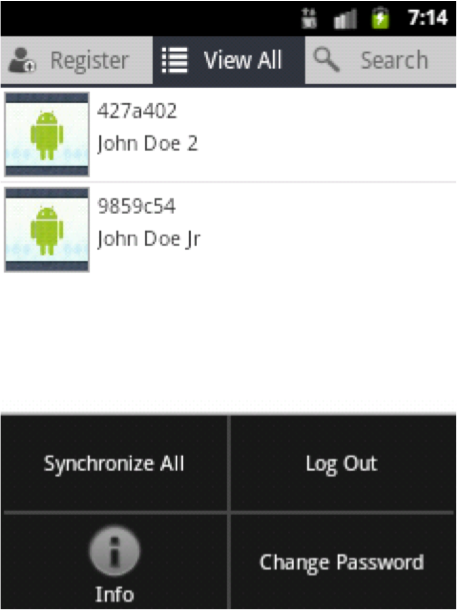 7:14
Register
View All
Search
427a402
John Doe 2
9859c54
John Doe Jr
Synchronize All
Log Out
Info
Change Password